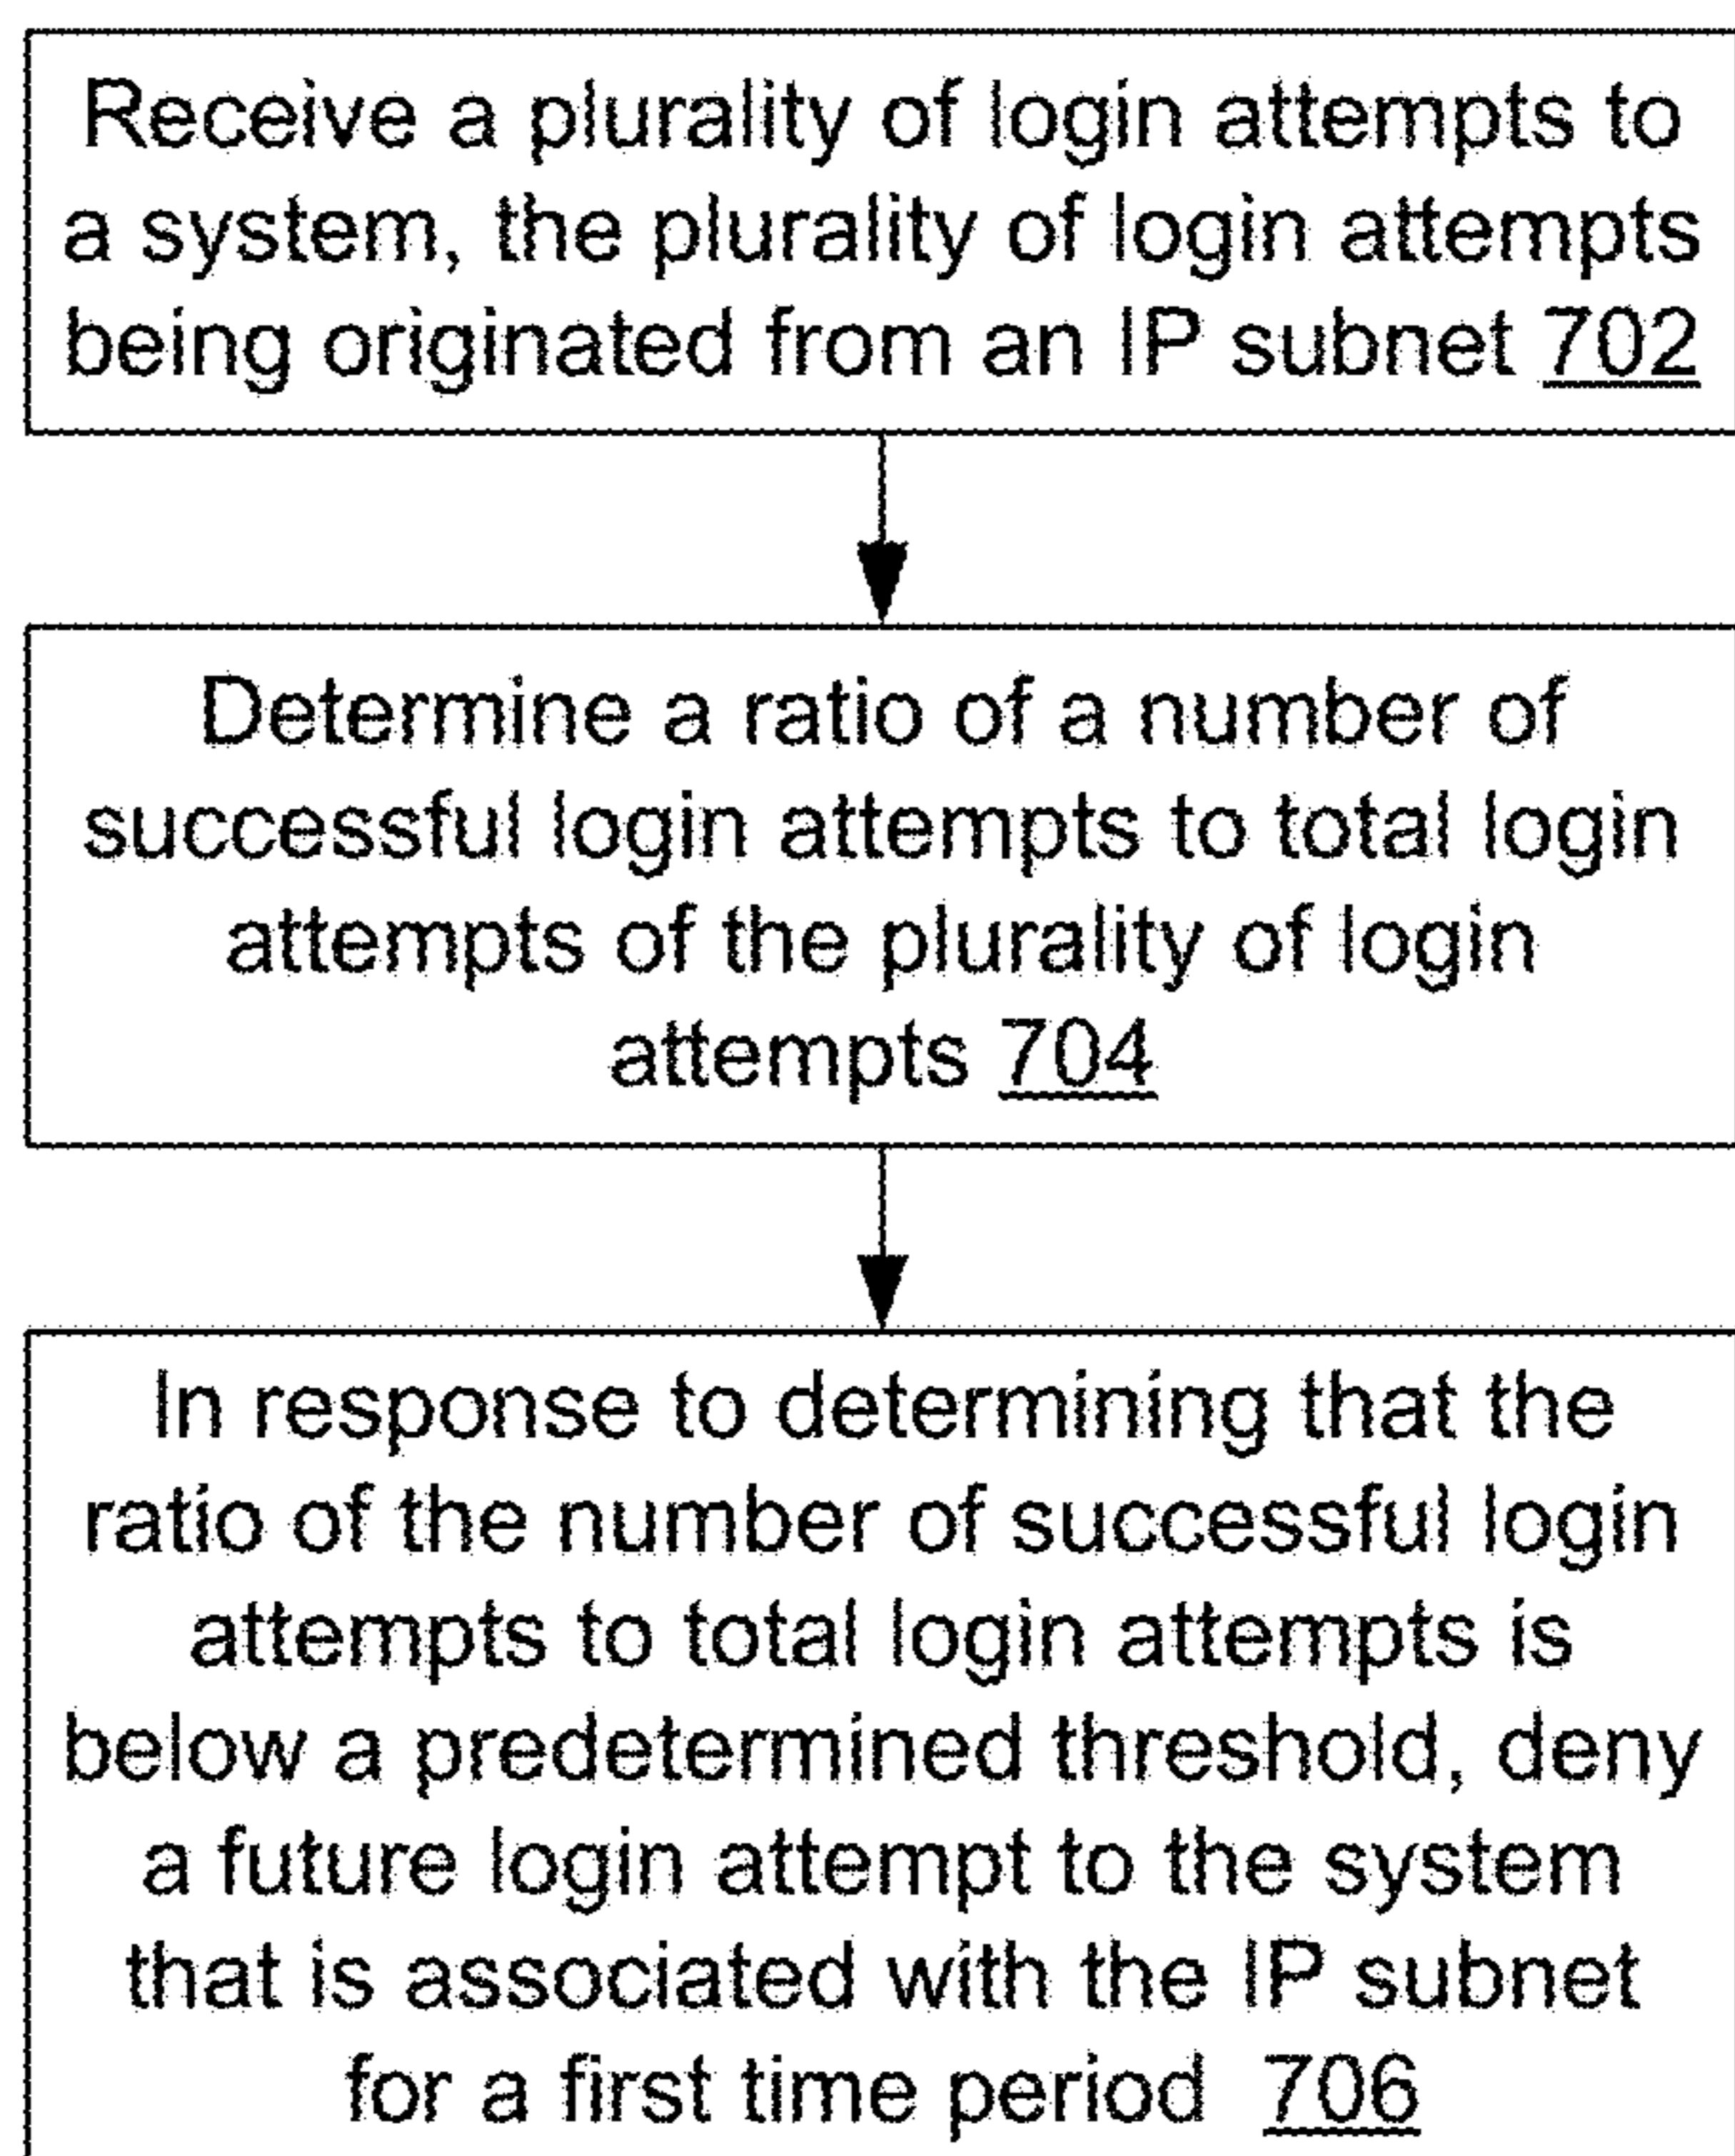 Receive a plurality of login attempts to
a system, the plurality of login attempts
being originated from an IP subnet 702
Determine a ratio of a number of
successful login attempts to total login
attempts of the plurality of login
attempts 704
In response to determining that the
ratio of the number of successful login
attempts to total login attempts is
below a predetermined threshold, deny
a future login attempt to the system
that is associated with the IP subnet
for a first time period 706